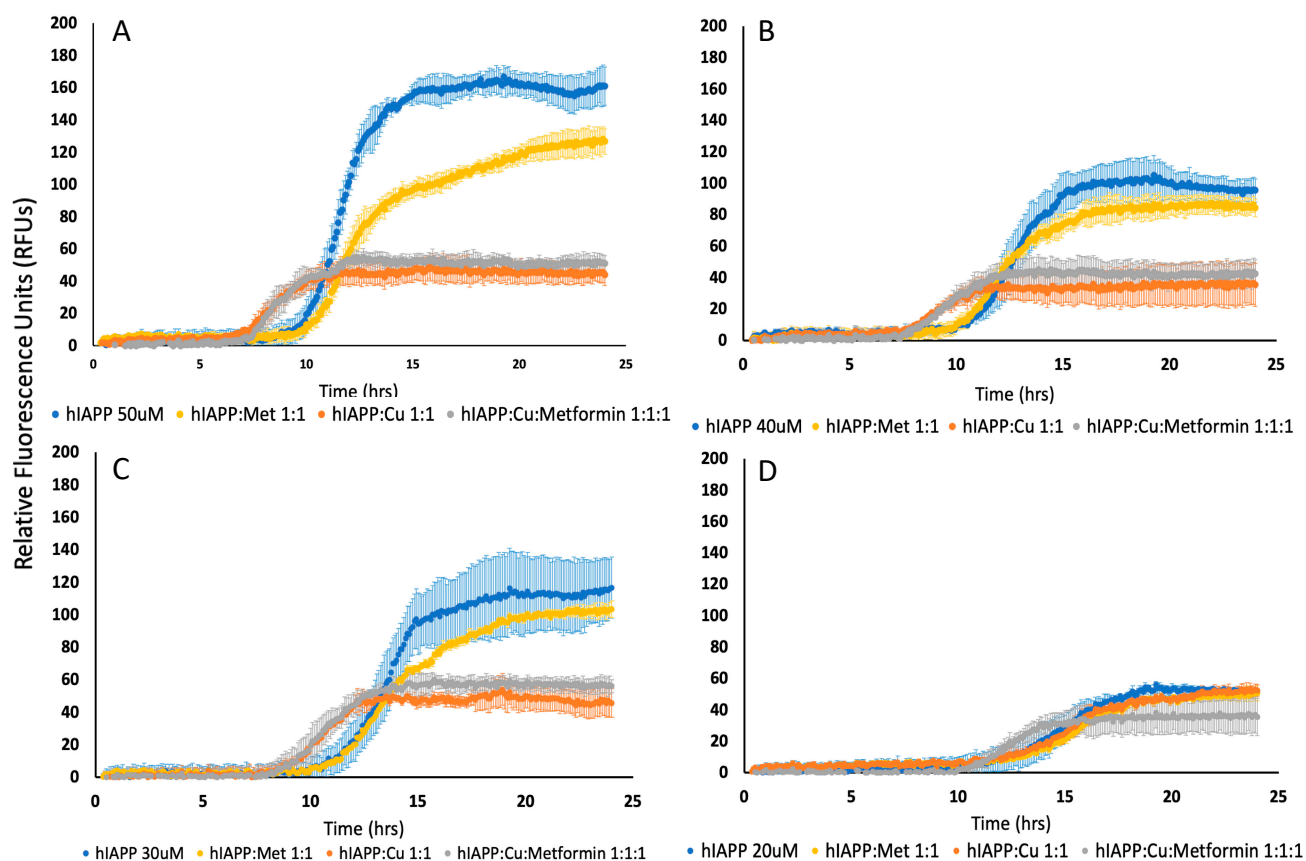 Relative Fluorescence Units (RFUs)
A
200
180
160
140
120
100
80
60
40
20
0
0 5 10 15 20 25
Time (hrs)
hIAPP 50uM hIAPP:Met 1:1 hIAPP:Cu 1:1 hIAPP:Cu:Metformin 1:1:1
B
200
180
160
140
120
100
80
60
40
20
0
0 5 10 15 20 25
Time (hrs)
hIAPP 40uM hIAPP:Met 1:1 hIAPP:Cu 1:1 hIAPP:Cu:Metformin 1:1:1
C
200
180
160
140
120
100
80
60
40
20
0
0 5 10 15 20 25
Time (hrs)
hIAPP 30uM hIAPP:Met 1:1 hIAPP:Cu 1:1 hIAPP:Cu:Metformin 1:1:1
D
200
180
160
140
120
100
80
60
40
20
0
0 5 10 15 20 25
Time (hrs)
hIAPP 20uM hIAPP:Met 1:1 hIAPP:Cu 1:1 hIAPP:Cu:Metformin 1:1:1